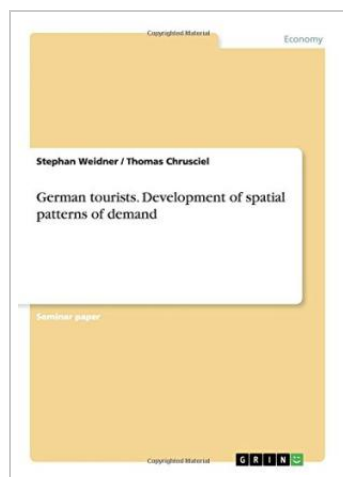 Copyrighted Material
Economy
Stephan Weidner / Thomas Chrusciel
German tourists. Development of spatial
patterns of demand
Seminar paper
Copyrighted Material
GRIN